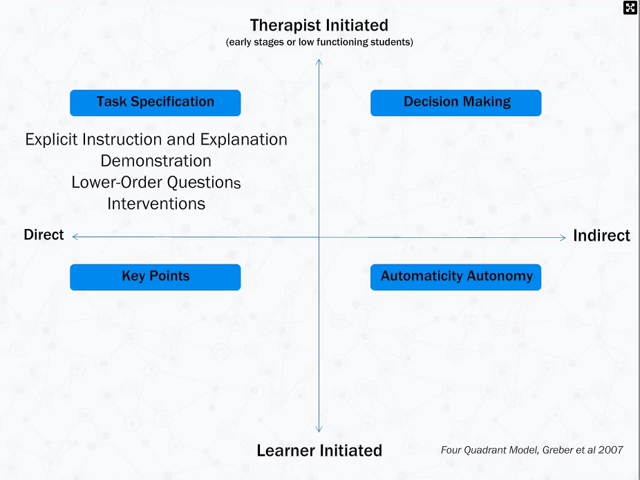 Therapist Initiated
(early stages or low functioning students)
Task Specification
Decision Making
Explicit Instruction and Explanation
Demonstration
Lower-Order Questions
Interventions
Direct
Indirect
Key Points
Automaticity Autonomy
Learner Initiated
Four Quadrant Model, Greber et al 2007